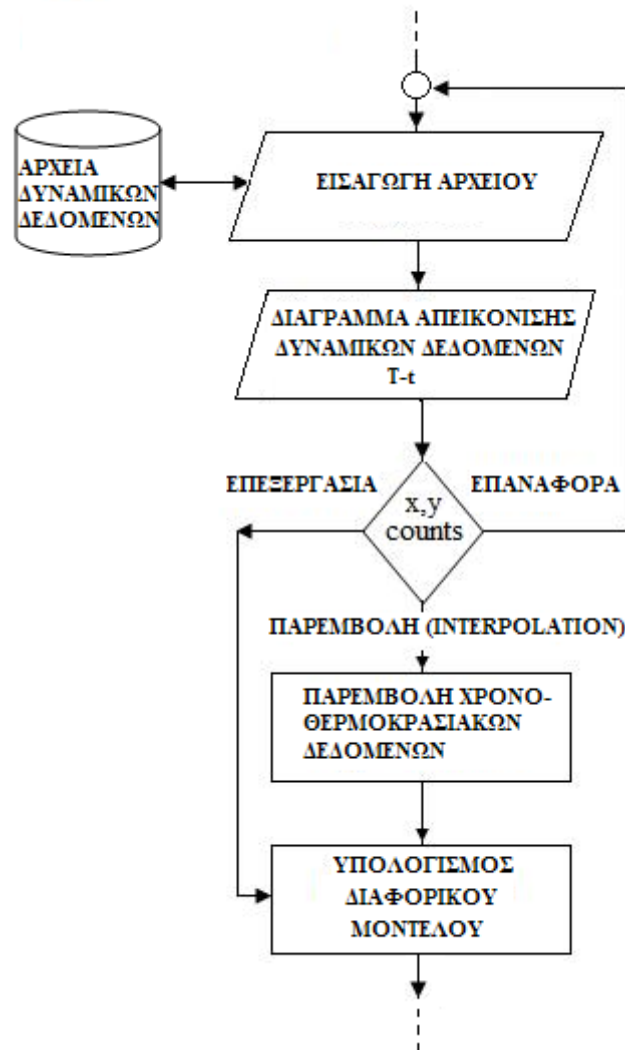 ΑΡΧΕΙΑ
ΔΥΝΑΜΙΚΩΝ
ΔΕΔΟΜΕΝΩΝ
ΕΙΣΑΓΩΓΗ ΑΡΧΕΙΟΥ
ΔΙΑΓΡΑΜΜΑ ΑΠΕΙΚΟΝΙΣΗΣ
ΔΥΝΑΜΙΚΩΝ ΔΕΔΟΜΕΝΩΝ
T-t
ΕΠΕΞΕΡΓΑΣΙΑ
ΕΠΑΝΑΦΟΡΑ
x,y
counts
ΠΑΡΕΜΒΟΛΗ (INTERPOLATION)
ΠΑΡΕΜΒΟΛΗ ΧΡΟΝΟ-
ΘΕΡΜΟΚΡΑΣΙΑΚΩΝ
ΔΕΔΟΜΕΝΩΝ
ΥΠΟΛΟΓΙΣΜΟΣ
ΔΙΑΦΟΡΙΚΟΥ
ΜΟΝΤΕΛΟΥ